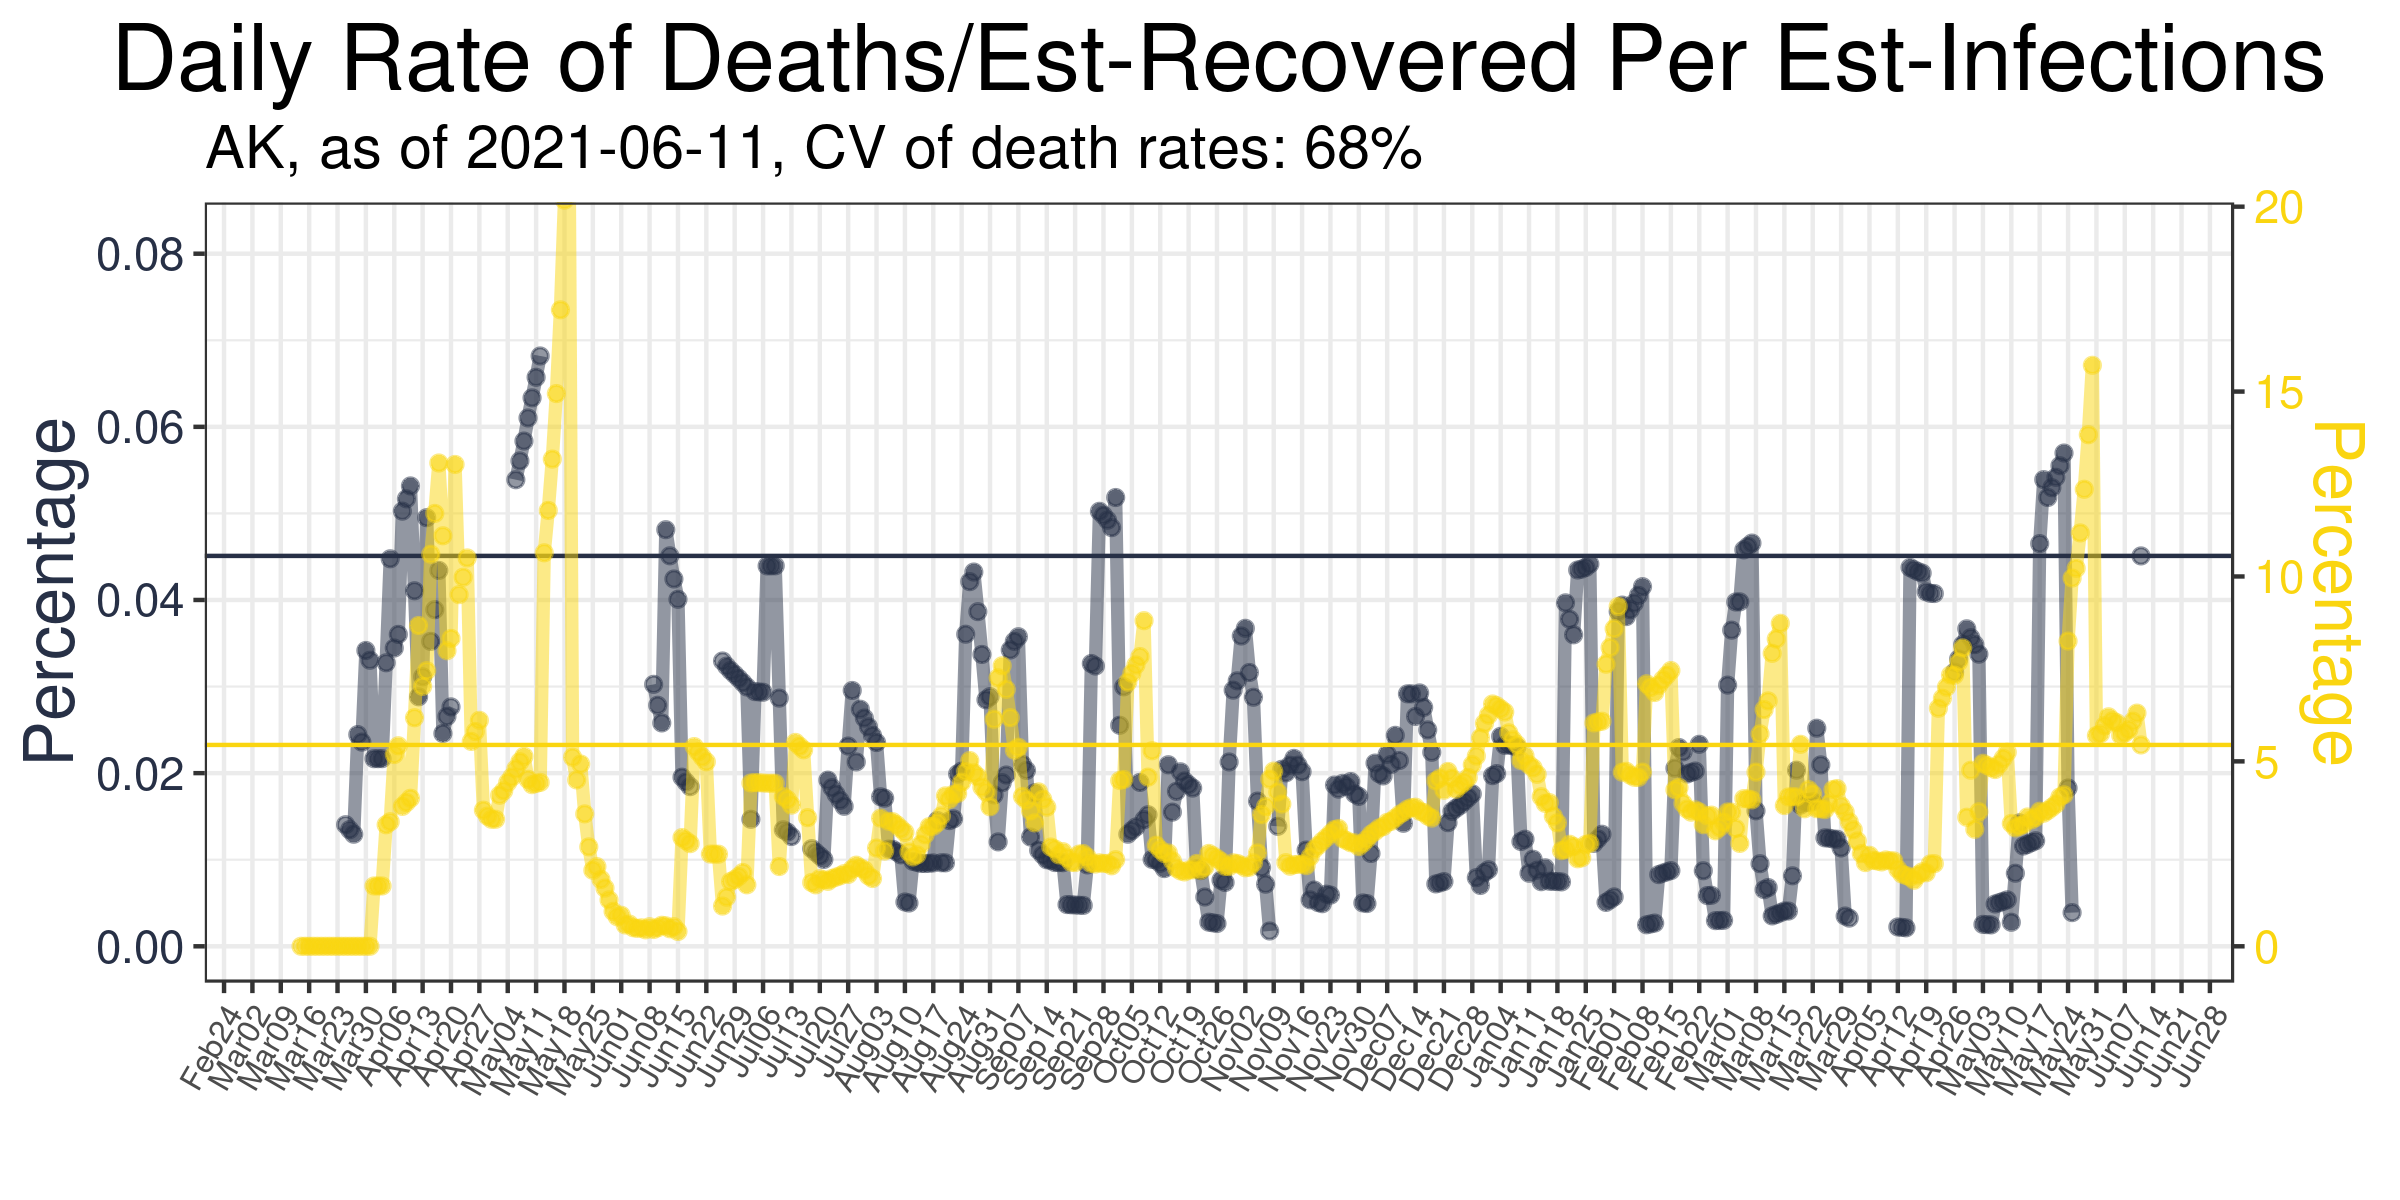 Daily Rate of Deaths/Est-Recovered Per Est-Infections
AK, as of 2021-06-11, CV of death rates: 68%
Percentage
0.08
0.06
0.04
0.02
0.00
20
15
10
5
0
Percentage
Feb24
Mar02
Mar09
Mar16
Mar23
Mar30
Apr06
Apr13
Apr20
Apr27
May04
May11
May18
May25
Jun01
Jun08
Jun15
Jun22
Jun29
Jul06
Jul13
Jul20
Jul27
Aug03
Aug10
Aug17
Aug24
Aug31
Sep07
Sep14
Sep21
Sep28
Oct05
Oct12
Oct19
Oct26
Nov02
Nov09
Nov16
Nov23
Nov30
Dec07
Dec14
Dec21
Dec28
Jan04
Jan11
Jan18
Jan25
Feb01
Feb08
Feb15
Feb22
Mar01
Mar08
Mar15
Mar22
Mar29
Apr05
Apr12
Apr19
Apr26
May03
May10
May17
May24
May31
Jun07
Jun14
Jun21
Jun28